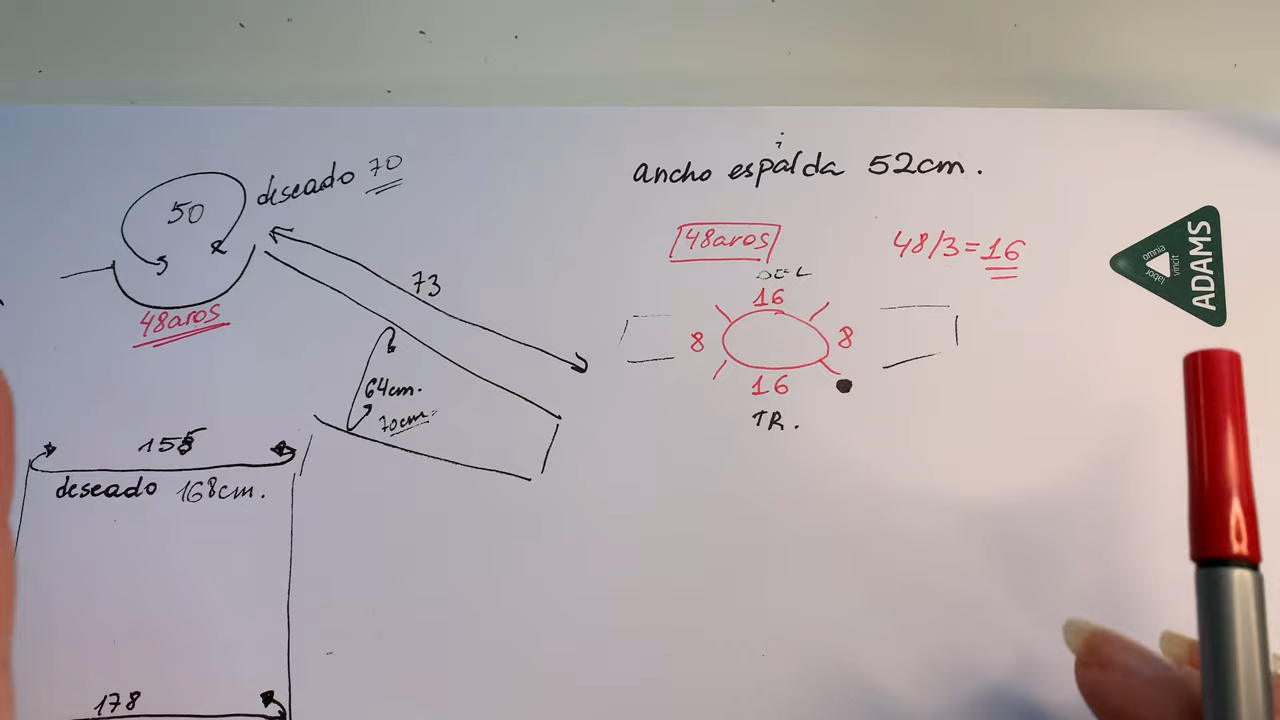 50
deseado 70
48aros
73
64cm.
70cm.
155
deseado 168cm.
178
ancho espalda 52cm.
48aros
48/3=16
DEL
16
8
8
16
TR.
ADAMS
omnia
vincit
labor